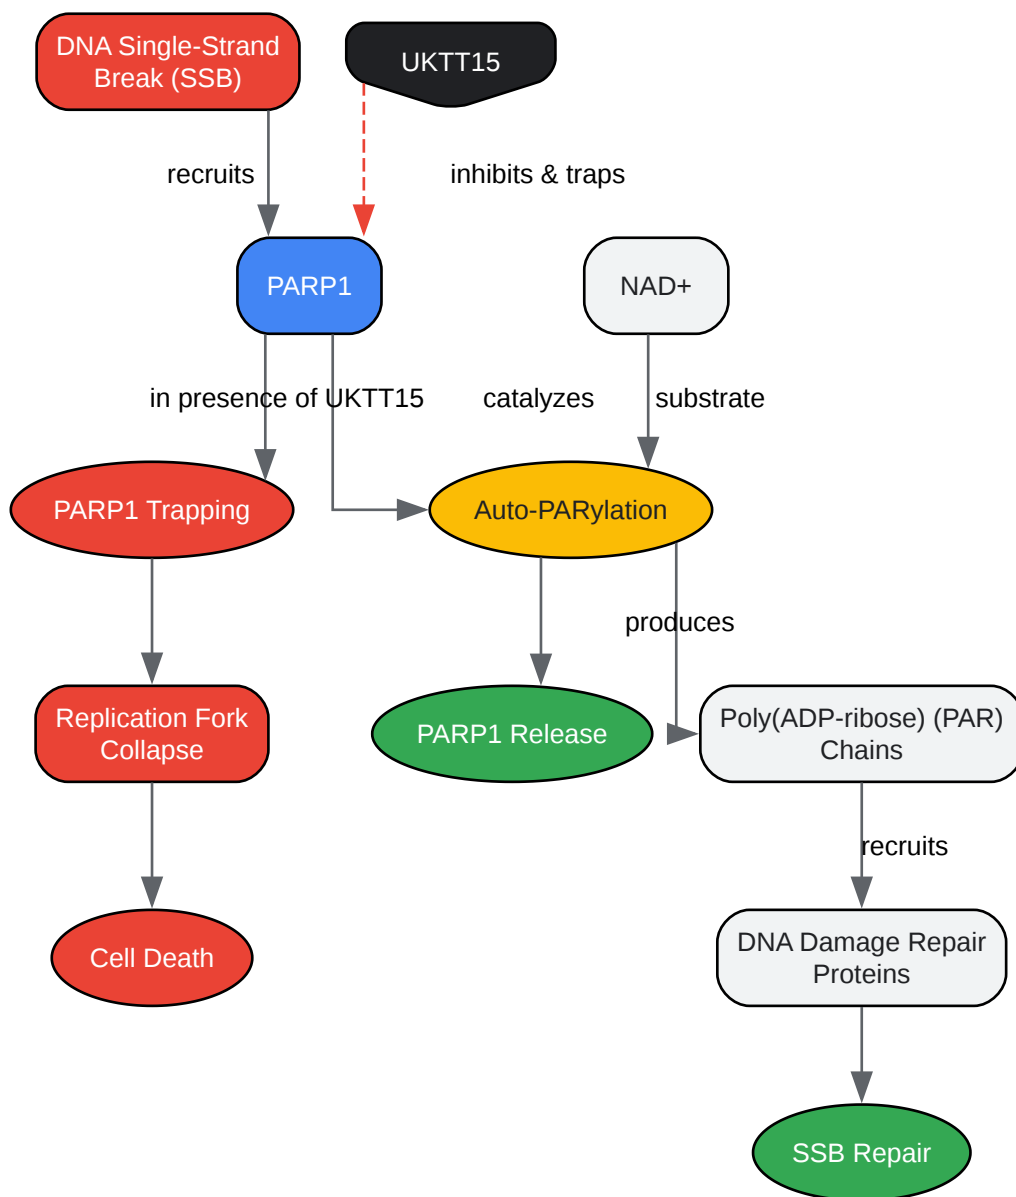 DNA Single-Strand
Break (SSB)
UKTT15
recruits
inhibits & traps
PARP1
NAD+
in presence of UKTT15
catalyzes
substrate
PARP1 Trapping
Auto-PARylation
produces
Replication Fork
Collapse
PARP1 Release
Poly(ADP-ribose) (PAR)
Chains
recruits
Cell Death
DNA Damage Repair
Proteins
SSB Repair